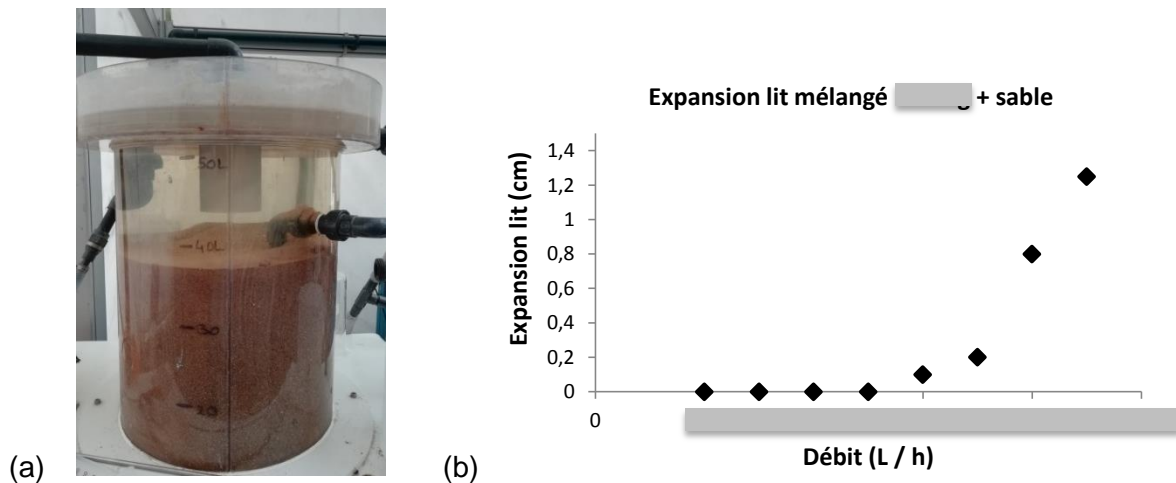 50L
40L
30
20
(a)
Expansion lit mélangé + sable
Expansion lit (cm)
1,4
1,2
1
0,8
0,6
0,4
0,2
0
0
Débit (L / h)
(b)